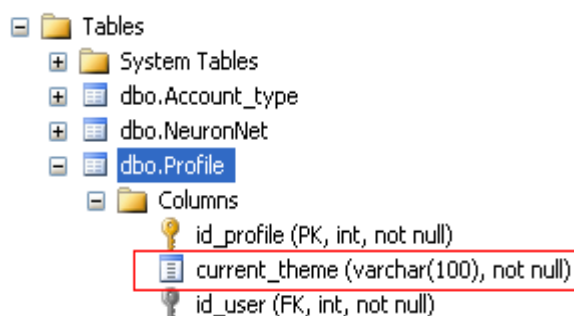 Tables
System Tables
dbo.Account_type
dbo.NeuronNet
dbo.Profile
Columns
id_profile (PK, int, not null)
current_theme (varchar(100), not null)
id_user (FK, int, not null)